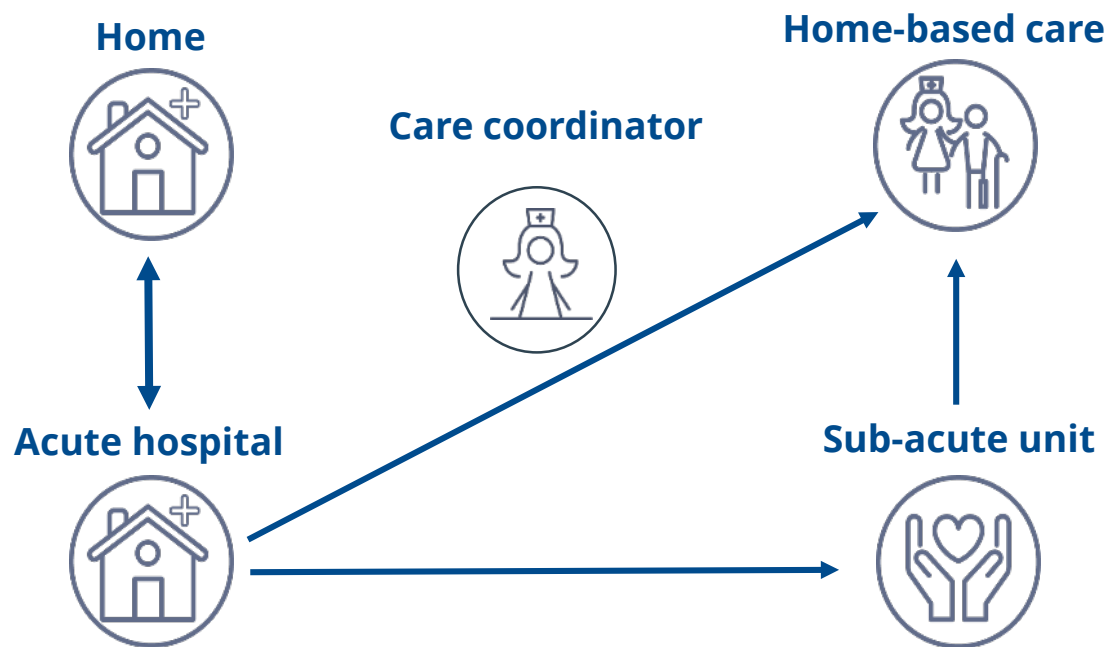 Home
Home-based care
Care coordinator
Acute hospital
Sub-acute unit